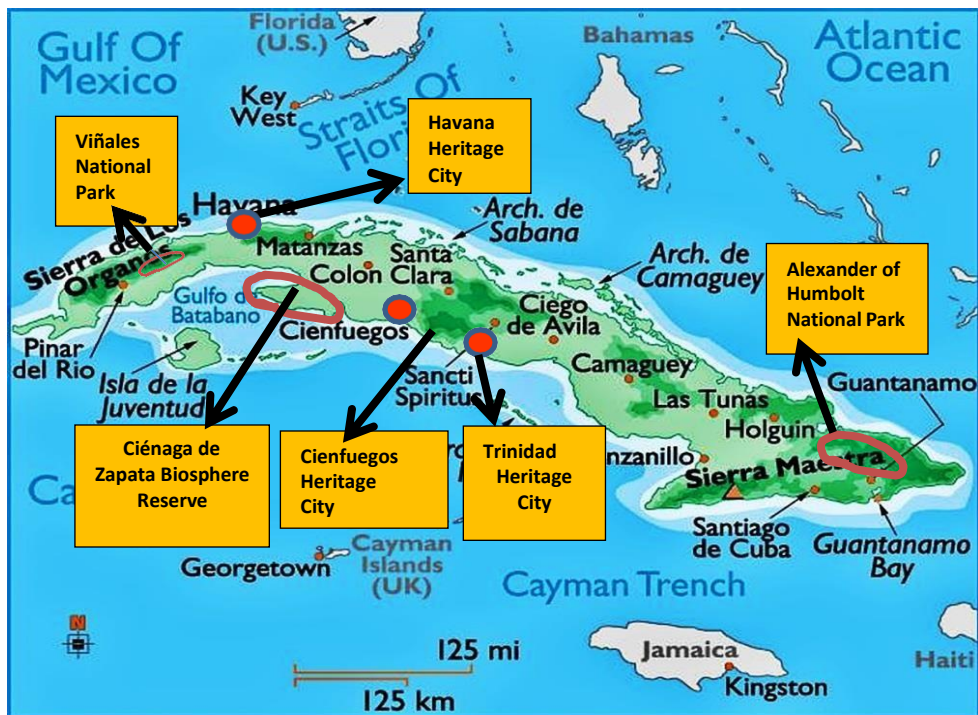 Gulf Of
Mexico
Florida
(U.S.)
Bahamas
Atlantic
Ocean
Key
West
Straits Of
Viñales
National
Park
Havana
Heritage
City
Havana
Sierra de Los
Organos
Matanzas
Colon
Santa
Clara
Arch. de
Sabana
Arch. de
Camaguey
Alexander of
Humbolt
National Park
Gulfo de
Batabano
Cienfuegos
Ciego
de Avila
Pinar
del Rio
Isla de la
Juventud
Sancti
Spiritus
Camaguey
Guantanamo
Las Tunas
Holguin
Ciénaga de
Zapata Biosphere
Reserve
Cienfuegos
Heritage
City
Trinidad
Heritage
City
nzanillo
Sierra Maestra
Santiago
de Cuba
Guantanamo
Bay
Georgetown
Cayman
Islands
(UK)
Cayman Trench
N
125 mi
125 km
Jamaica
Kingston
Haiti